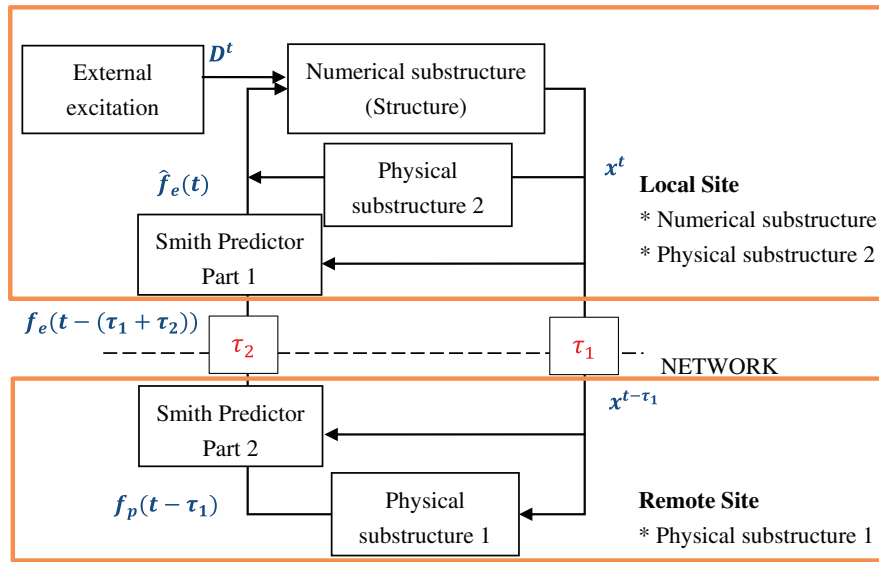 External
excitation
D^t
Numerical substructure
(Structure)
Physical
substructure 2
x^t
f̂_e(t)
Local Site
* Numerical substructure
* Physical substructure 2
Smith Predictor
Part 1
f_e(t − (τ_1 + τ_2))
τ_2
τ_1
NETWORK
x^{t−τ_1}
Smith Predictor
Part 2
f_p(t − τ_1)
Physical
substructure 1
Remote Site
* Physical substructure 1